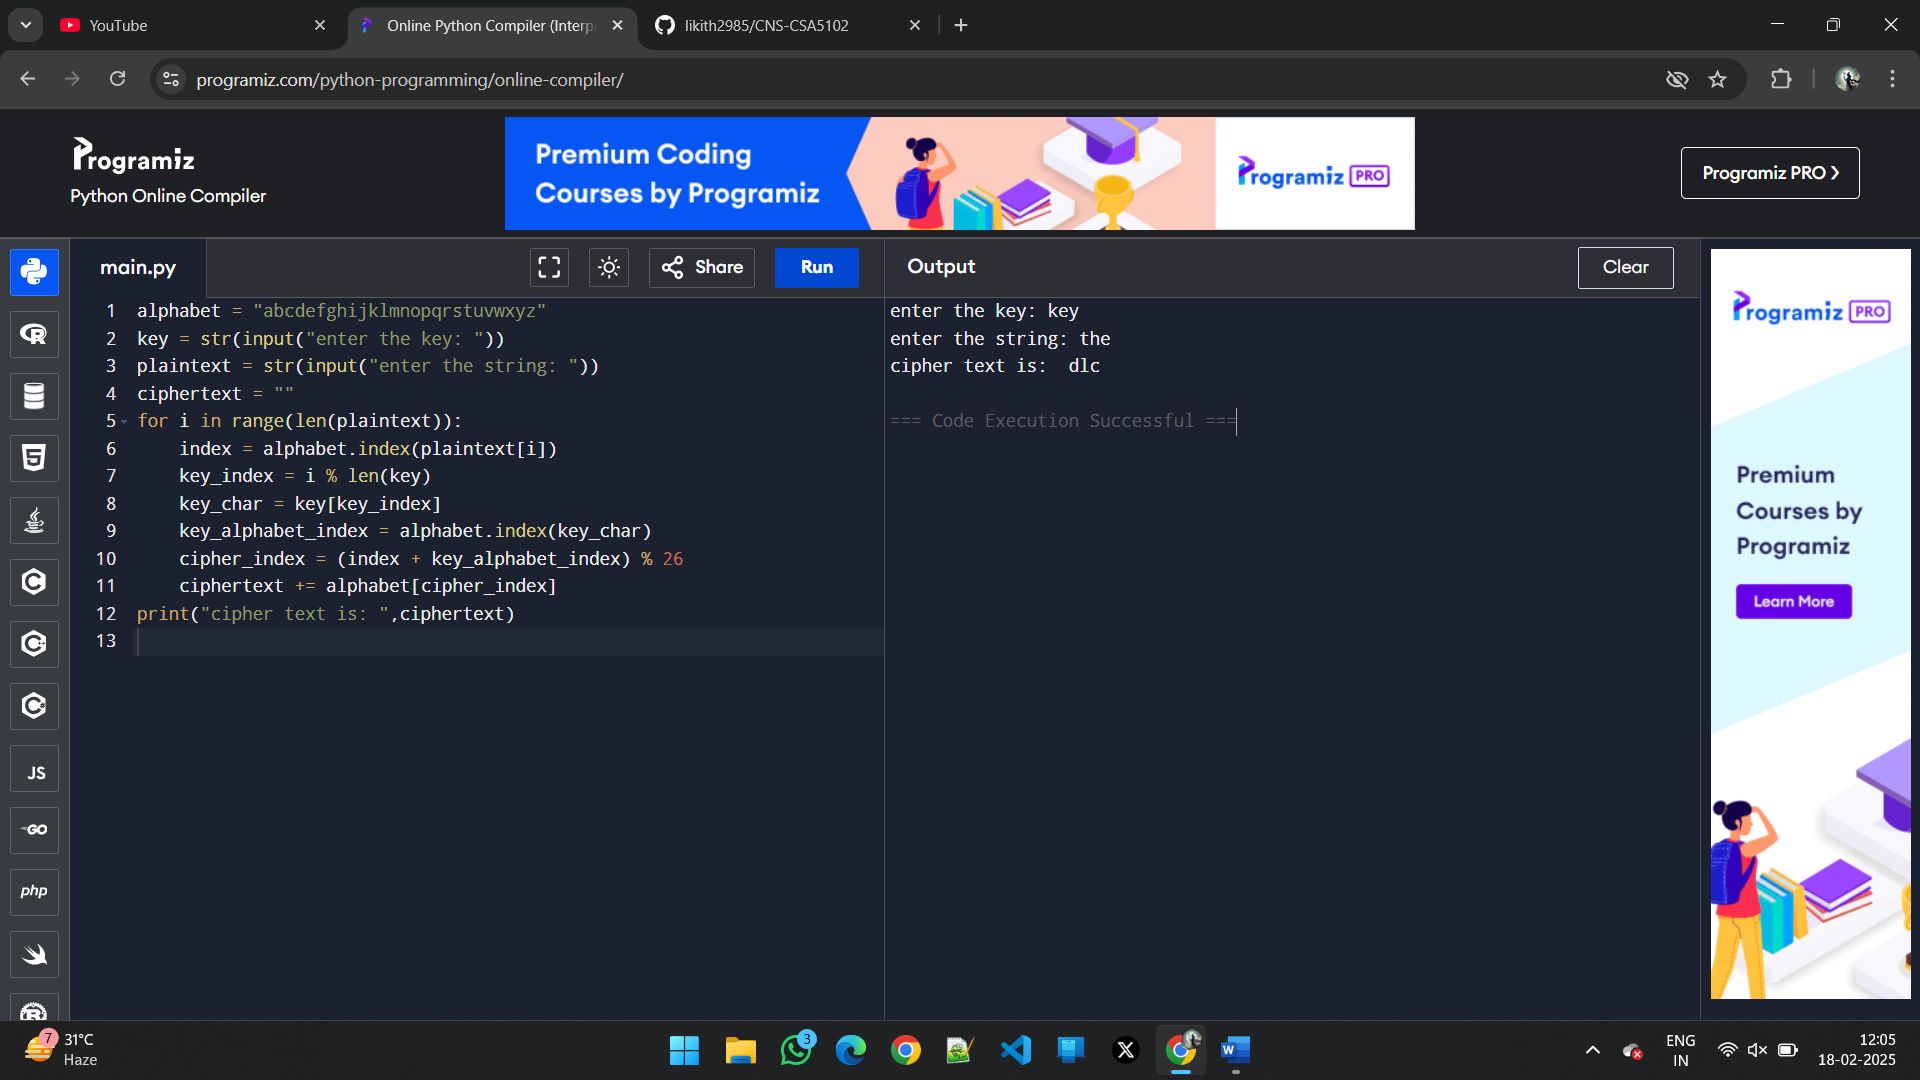 YouTube
Online Python Compiler (Interp
likith2985/CNS-CSA5102
programiz.com/python-programming/online-compiler/
Programiz
Python Online Compiler
Premium Coding
Courses by Programiz
Programiz PRO
Programiz PRO ❯
main.py
Share
Run
Output
Clear
1 alphabet = "abcdefghijklmnopqrstuvwxyz"
2 key = str(input("enter the key: "))
3 plaintext = str(input("enter the string: "))
4 ciphertext = ""
5 for i in range(len(plaintext)):
6     index = alphabet.index(plaintext[i])
7     key_index = i % len(key)
8     key_char = key[key_index]
9     key_alphabet_index = alphabet.index(key_char)
10     cipher_index = (index + key_alphabet_index) % 26
11     ciphertext += alphabet[cipher_index]
12 print("cipher text is: ",ciphertext)
13
enter the key: key
enter the string: the
cipher text is:  dlc
=== Code Execution Successful ===
Programiz PRO
Premium
Courses by
Programiz
Learn More
JS
GO
php
7
31°C
Haze
3
ENG
IN
12:05
18-02-2025